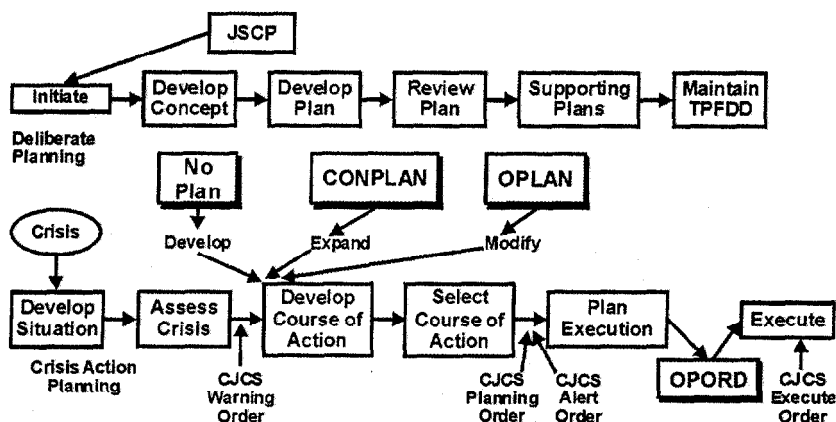 JSCP
Initiate
Develop
Concept
Develop
Plan
Review
Plan
Supporting
Plans
Maintain
TPFDD
Deliberate
Planning
No
Plan
CONPLAN
OPLAN
Crisis
Develop
Expand
Modify
Develop
Situation
Assess
Crisis
Develop
Course of
Action
Select
Course of
Action
Plan
Execution
Execute
Crisis Action
Planning
CJCS
Warning
Order
CJCS
Planning
Order
CJCS
Alert
Order
OPORD
CJCS
Execute
Order